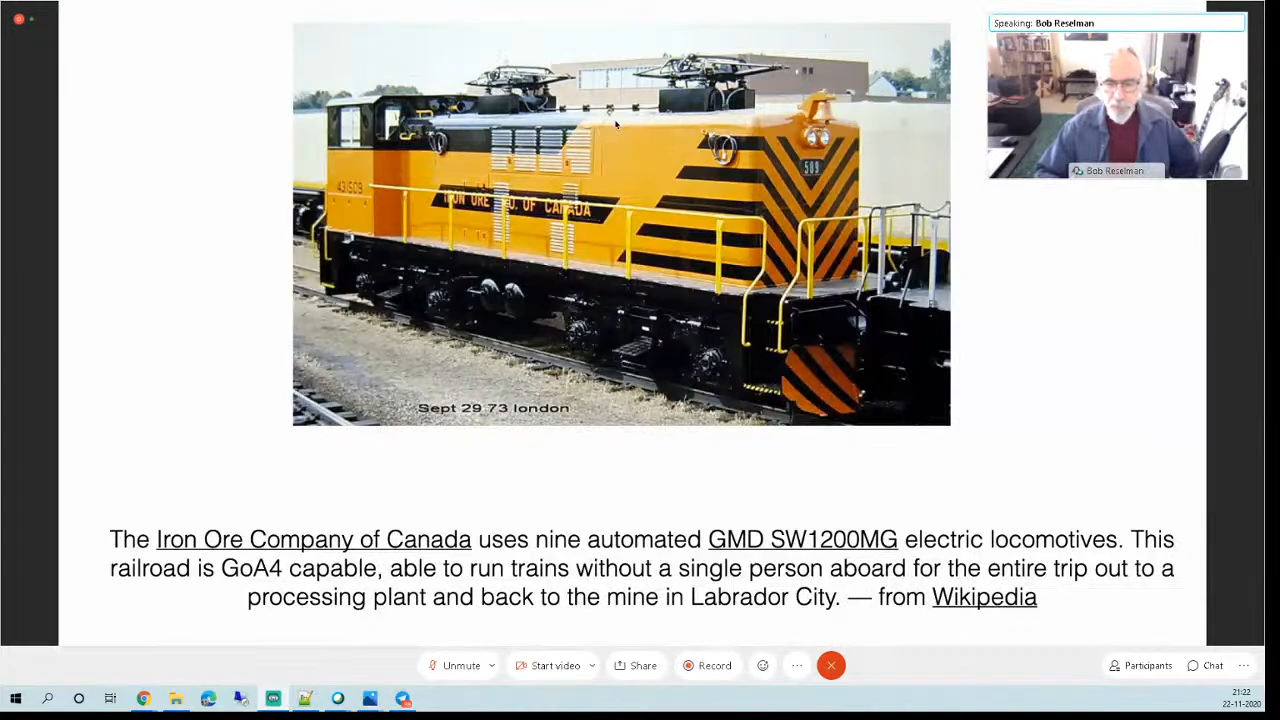 Speaking: Bob Reselman
Bob Reselman
589
431509
IRON ORE CO. OF CANADA
Sept 29 73 london
The Iron Ore Company of Canada uses nine automated GMD SW1200MG electric locomotives. This
railroad is GoA4 capable, able to run trains without a single person aboard for the entire trip out to a
processing plant and back to the mine in Labrador City. — from Wikipedia
Unmute
Start video
Share
Record
Participants
Chat
21:22
22-11-2020